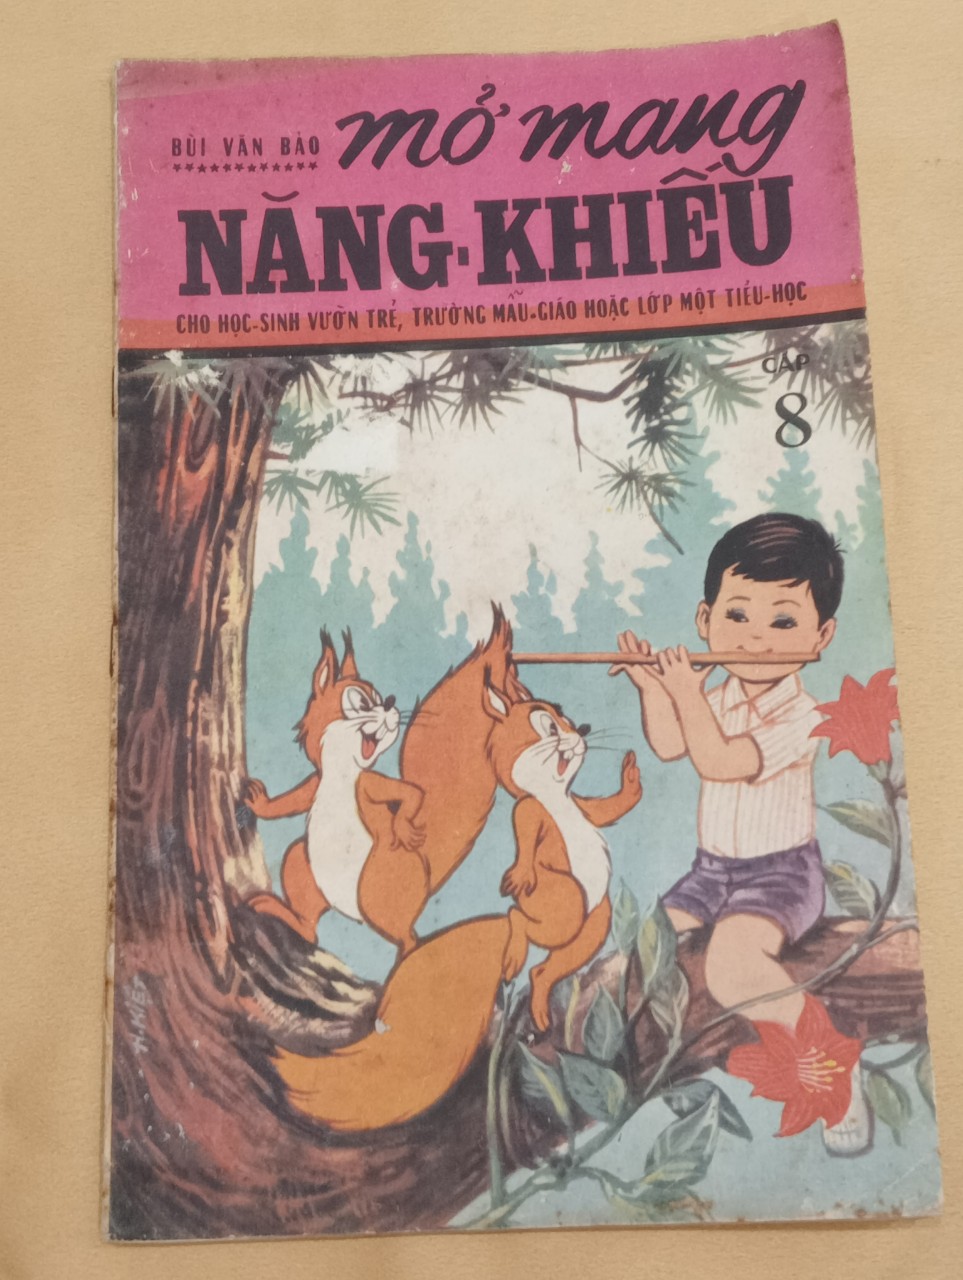 BÙI VĂN BẢO
mở mang
NĂNG-KHIẾU
CHO HỌC-SINH VƯỜN TRẺ, TRƯỜNG MẪU-GIÁO HOẶC LỚP MỘT TIỂU-HỌC
CẤP
8
H.MIẾT